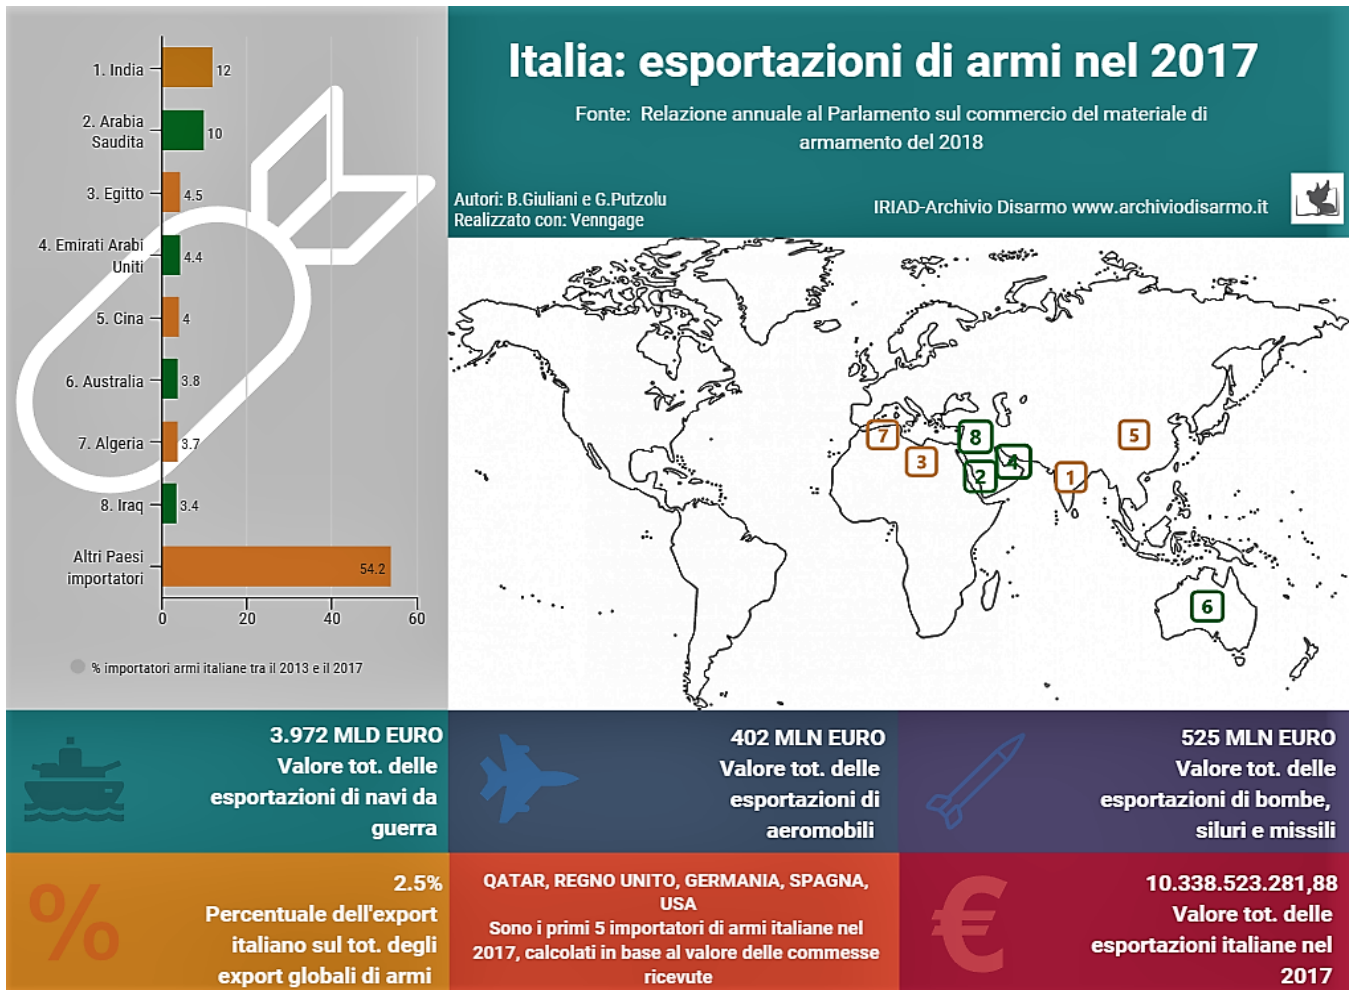 Italia: esportazioni di armi nel 2017
Fonte: Relazione annuale al Parlamento sul commercio del materiale di
armamento del 2018
Autori: B.Giuliani e G.Putzolu
Realizzato con: Venngage
IRIAD-Archivio Disarmo www.archiviodisarmo.it
1. India
12
2. Arabia
Saudita
10
3. Egitto
4.5
4. Emirati Arabi
Uniti
4.4
5. Cina
4
6. Australia
3.8
7. Algeria
3.7
8. Iraq
3.4
Altri Paesi
importatori
54.2
0 20 40 60
% importatori armi italiane tra il 2013 e il 2017
7
8
5
3
4
2
1
6
3.972 MLD EURO
Valore tot. delle
esportazioni di navi da
guerra
402 MLN EURO
Valore tot. delle
esportazioni di
aeromobili
525 MLN EURO
Valore tot. delle
esportazioni di bombe,
siluri e missili
%
2.5%
Percentuale dell'export
italiano sul tot. degli
export globali di armi
QATAR, REGNO UNITO, GERMANIA, SPAGNA,
USA
Sono i primi 5 importatori di armi italiane nel
2017, calcolati in base al valore delle commesse
ricevute
€
10.338.523.281,88
Valore tot. delle
esportazioni italiane nel
2017